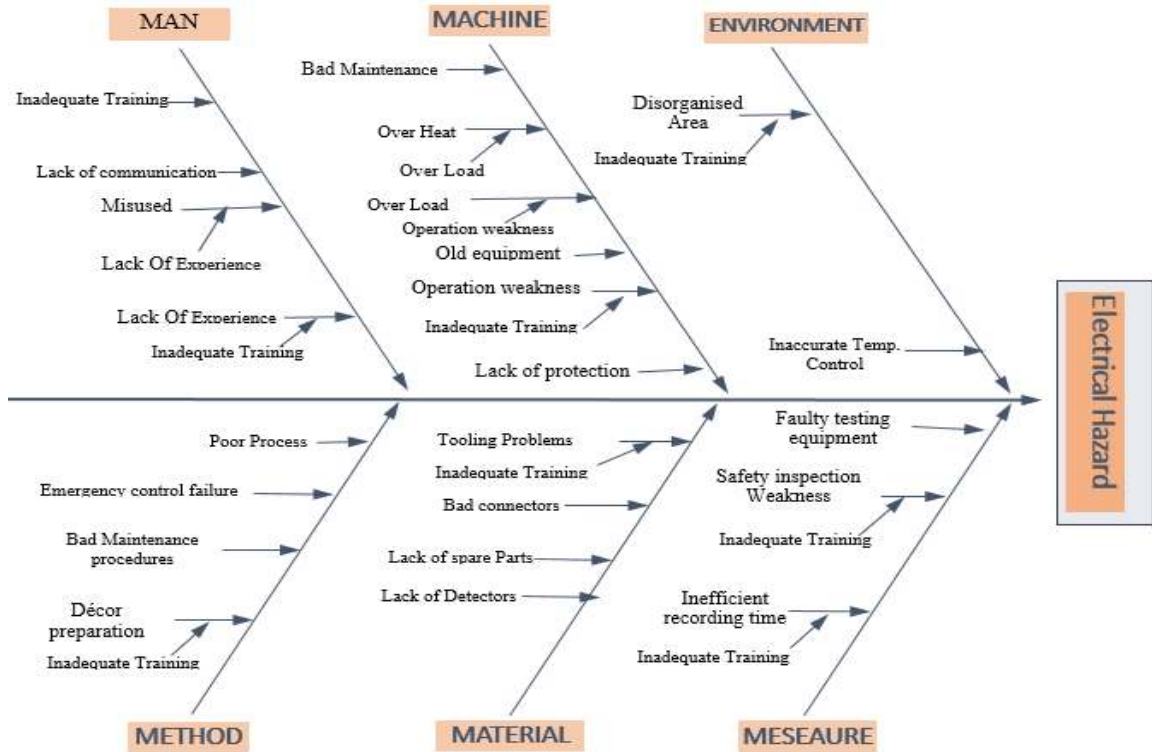 MAN
MACHINE
ENVIRONMENT
Inadequate Training
Lack of communication
Misused
Lack Of Experience
Lack Of Experience
Inadequate Training
Bad Maintenance
Over Heat
Over Load
Over Load
Operation weakness
Old equipment
Operation weakness
Inadequate Training
Lack of protection
Disorganised
Area
Inadequate Training
Inaccurate Temp.
Control
Electrical Hazard
Poor Process
Emergency control failure
Bad Maintenance
procedures
Décor
preparation
Inadequate Training
Tooling Problems
Inadequate Training
Bad connectors
Lack of spare Parts
Lack of Detectors
Faulty testing
equipment
Safety inspection
Weakness
Inadequate Training
Inefficient
recording time
Inadequate Training
METHOD
MATERIAL
MESEAURE